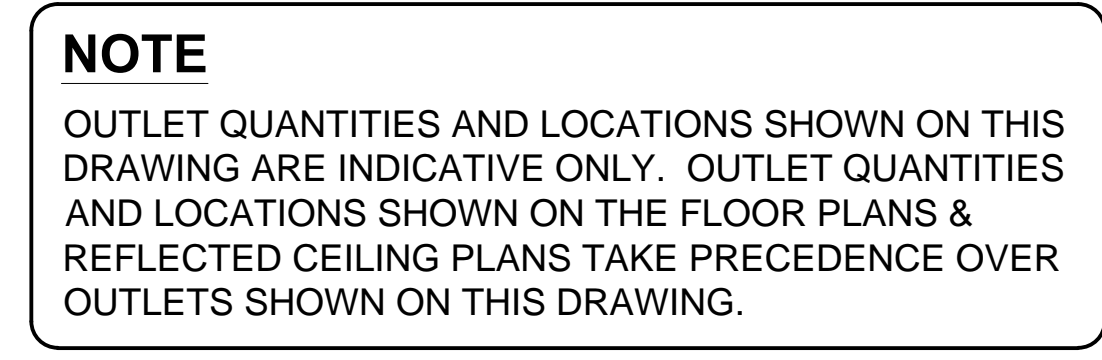 NOTE
OUTLET QUANTITIES AND LOCATIONS SHOWN ON THIS
DRAWING ARE INDICATIVE ONLY.  OUTLET QUANTITIES
AND LOCATIONS SHOWN ON THE FLOOR PLANS &
REFLECTED CEILING PLANS TAKE PRECEDENCE OVER
OUTLETS SHOWN ON THIS DRAWING.